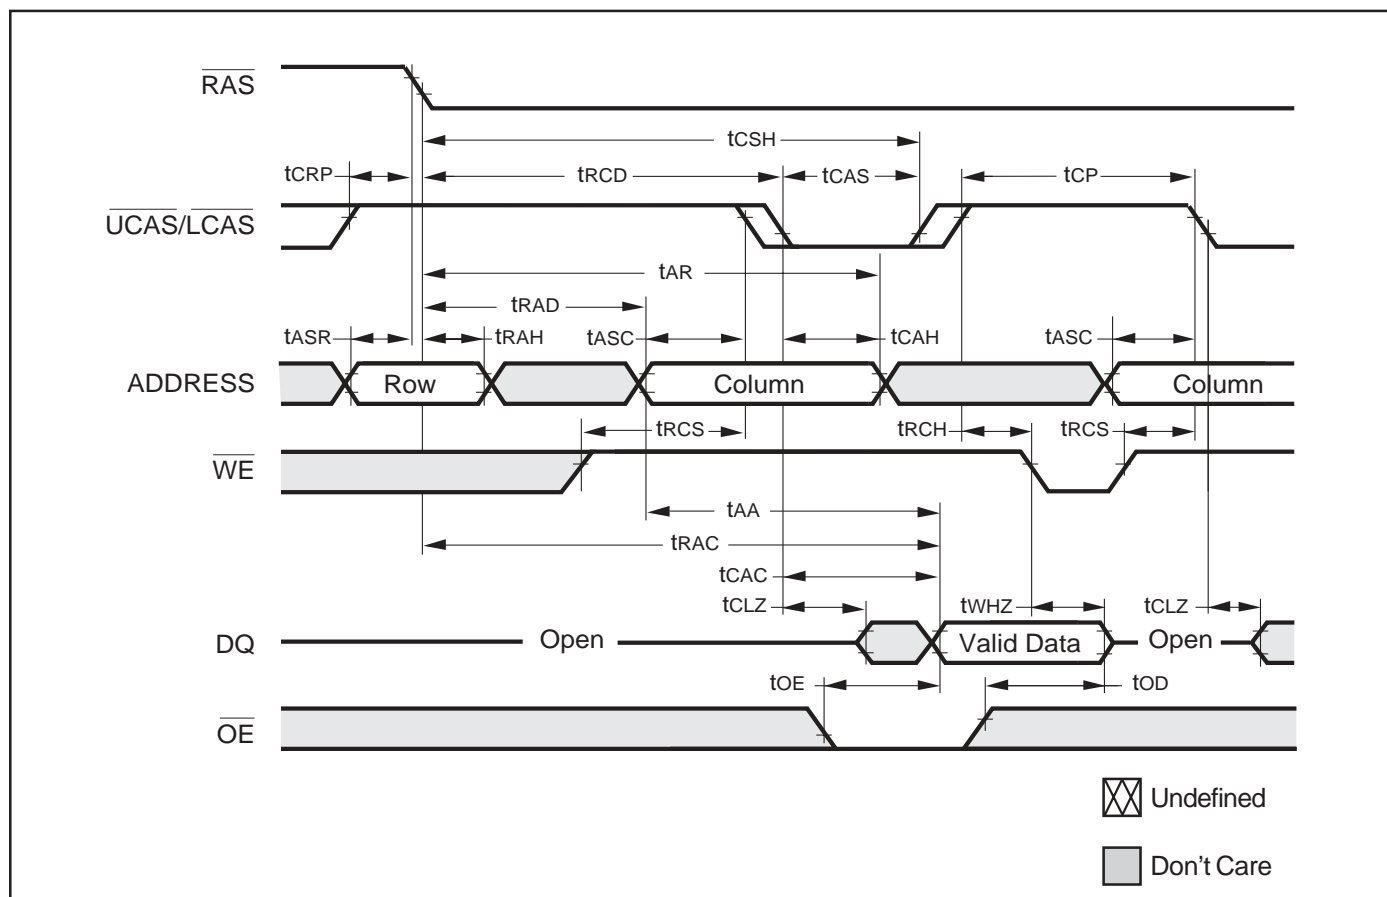 RAS
tCSH
tCRP
tRCD
tCAS
tCP
UCAS/LCAS
tAR
tRAD
tASR
tRAH
tASC
tCAH
tASC
ADDRESS
Row
Column
Column
tRCS
tRCH
tRCS
WE
tAA
tRAC
tCAC
tCLZ
tWHZ
tCLZ
DQ
Open
Valid Data
Open
tOE
tOD
OE
Undefined
Don't Care